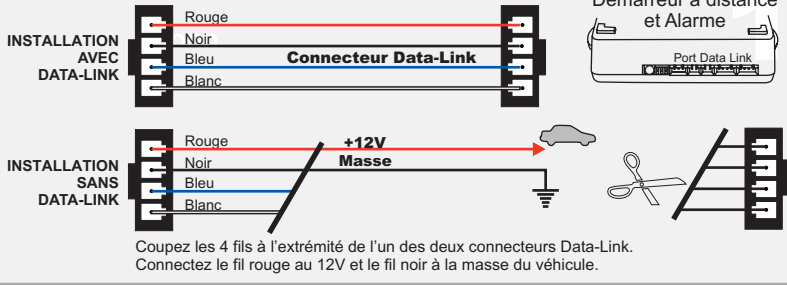 Démarreur à distance
et Alarme
Port Data Link
INSTALLATION
AVEC
DATA-LINK
Rouge
Noir
Bleu
Blanc
Connecteur Data-Link
INSTALLATION
SANS
DATA-LINK
Rouge
Noir
Bleu
Blanc
+12V
Masse
Coupez les 4 fils à l'extrémité de l'un des deux connecteurs Data-Link.
Connectez le fil rouge au 12V et le fil noir à la masse du véhicule.